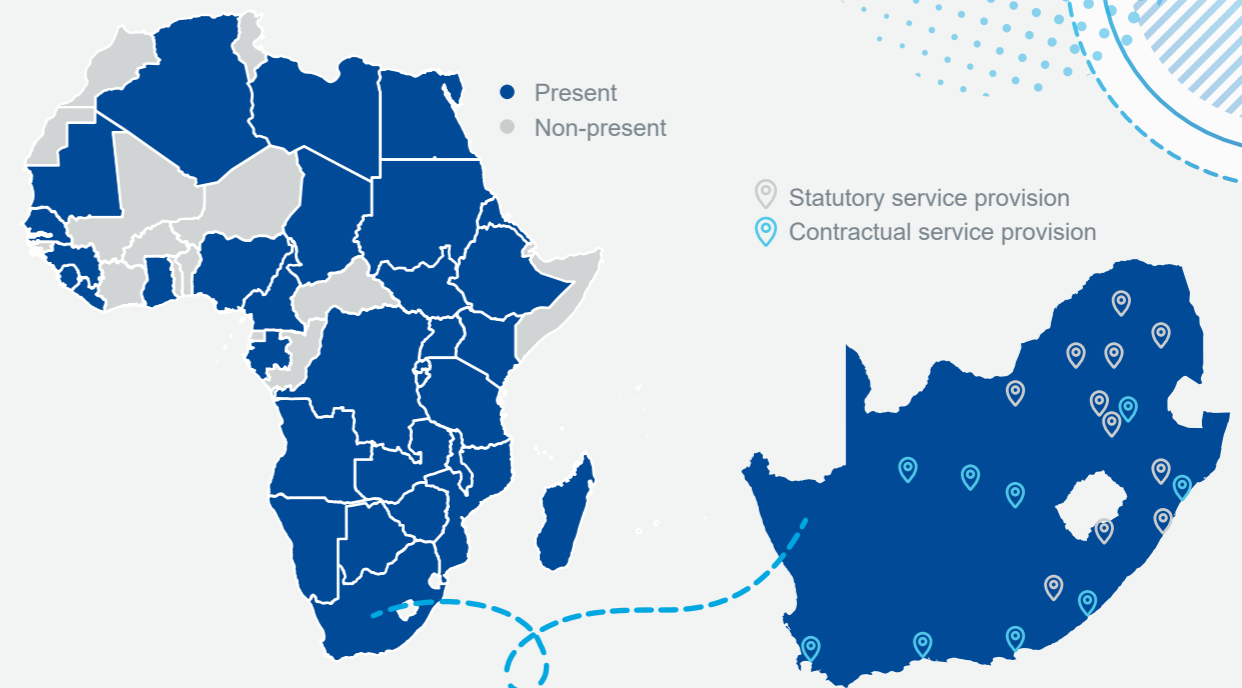 Present
Non-present
Statutory service provision
Contractual service provision